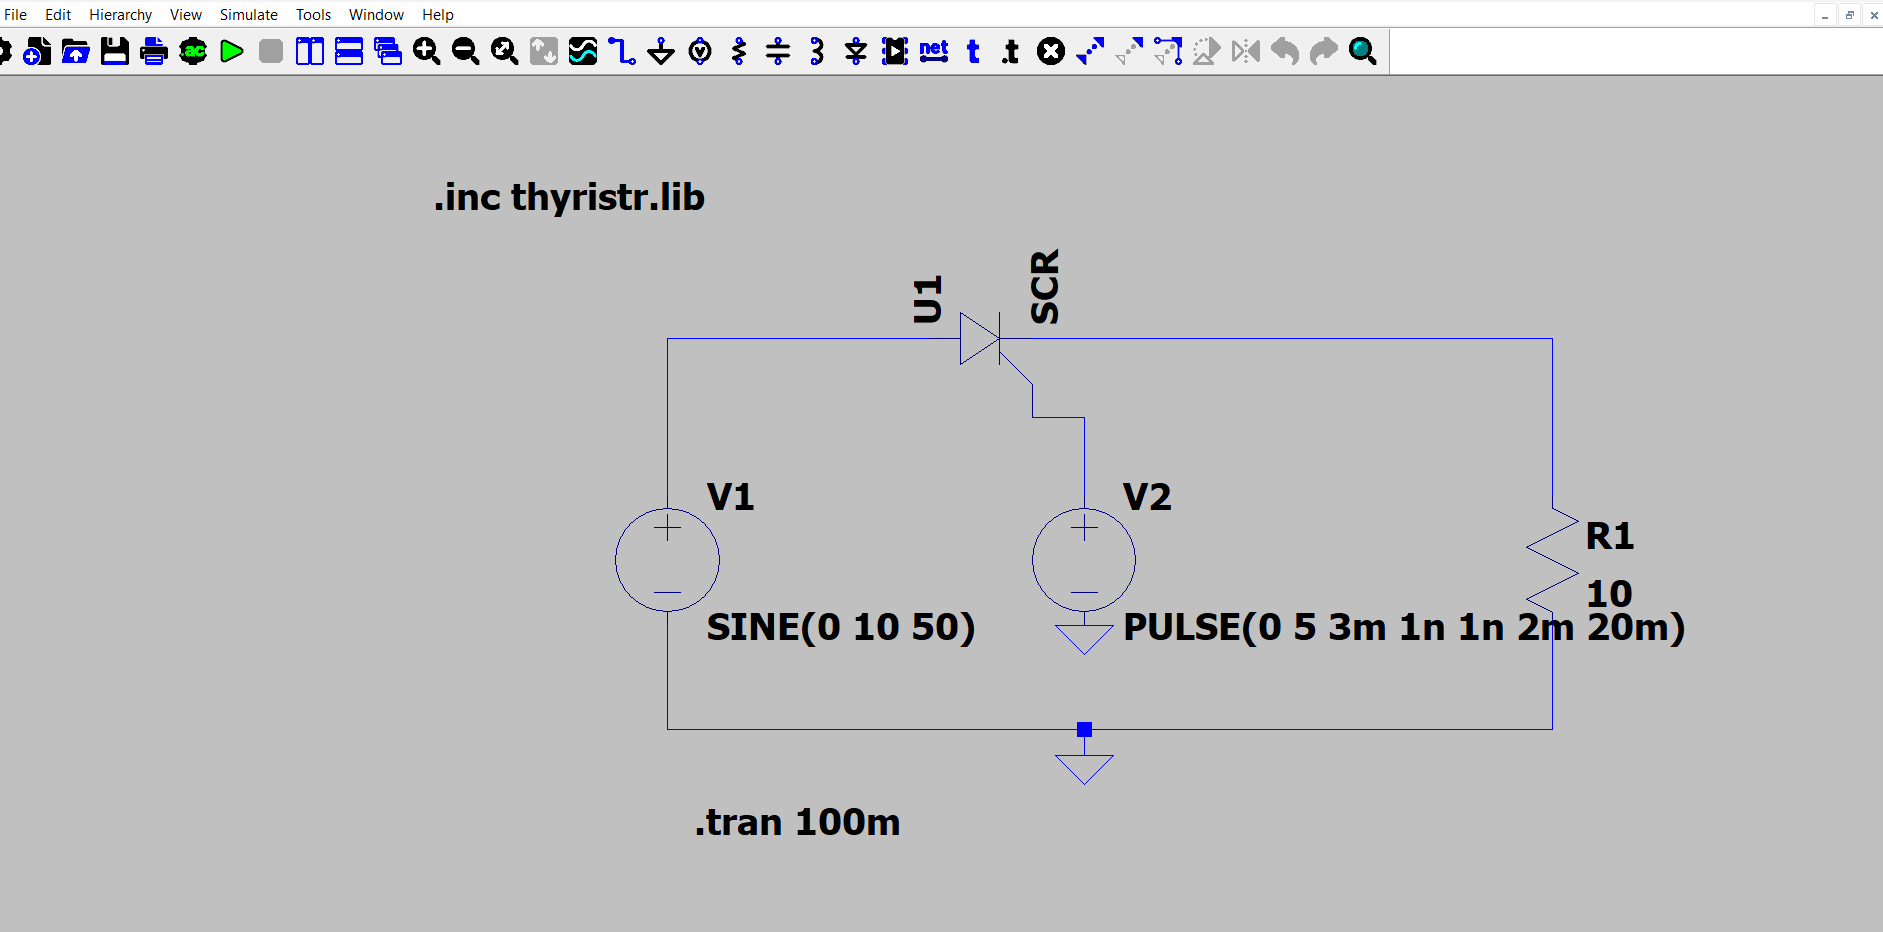 File Edit Hierarchy View Simulate Tools Window Help
ac net t .t
.inc thyristr.lib
U1
SCR
V1
SINE(0 10 50)
V2
PULSE(0 5 3m 1n 1n 2m 20m)
R1
10
.tran 100m